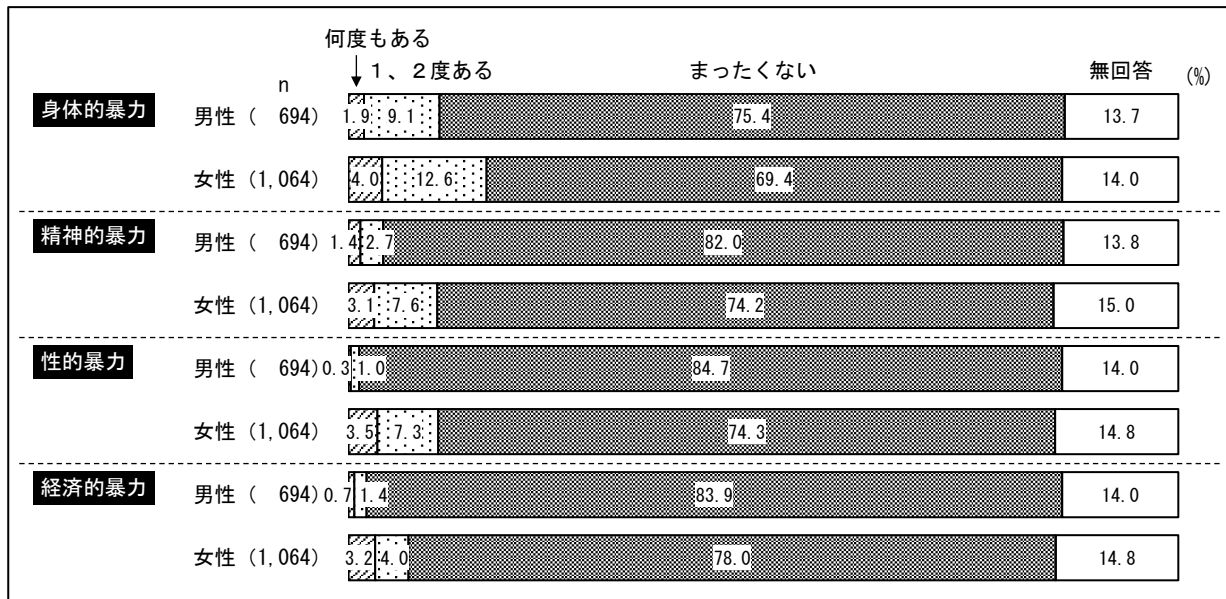 何度もある
１、２度ある まったくない 無回答 (%)
n
身体的暴力 男性 ( 694) 1.9 9.1 75.4 13.7
女性 (1,064) 4.0 12.6 69.4 14.0
精神的暴力 男性 ( 694) 1.4 2.7 82.0 13.8
女性 (1,064) 3.1 7.6 74.2 15.0
性的暴力 男性 ( 694) 0.3 1.0 84.7 14.0
女性 (1,064) 3.5 7.3 74.3 14.8
経済的暴力 男性 ( 694) 0.7 1.4 83.9 14.0
女性 (1,064) 3.2 4.0 78.0 14.8